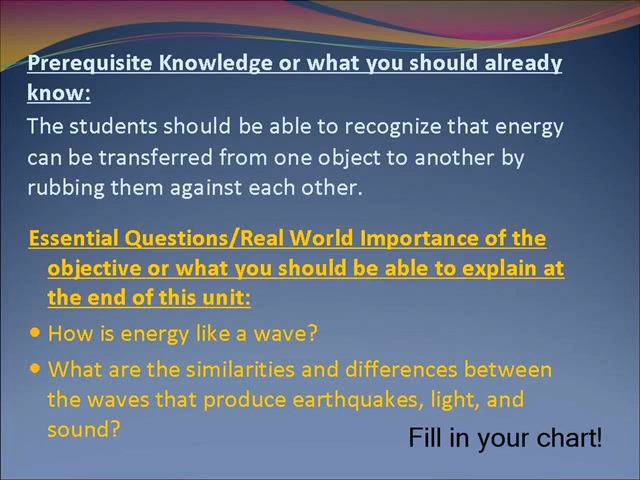 Prerequisite Knowledge or what you should already
know:
The students should be able to recognize that energy
can be transferred from one object to another by
rubbing them against each other.
Essential Questions/Real World Importance of the
objective or what you should be able to explain at
the end of this unit:
• How is energy like a wave?
• What are the similarities and differences between
the waves that produce earthquakes, light, and
sound?
Fill in your chart!